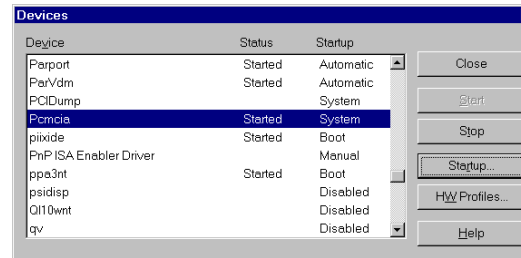 Devices
Device Status Startup
Parport Started Automatic
ParVdm Started Automatic
PCIDump System
Pcmcia Started System
piixide Started Boot
PnP ISA Enabler Driver Manual
ppa3nt Started Boot
psidisp Disabled
Ql10wnt Disabled
qv Disabled
Close
Start
Stop
Startup...
HW Profiles...
Help